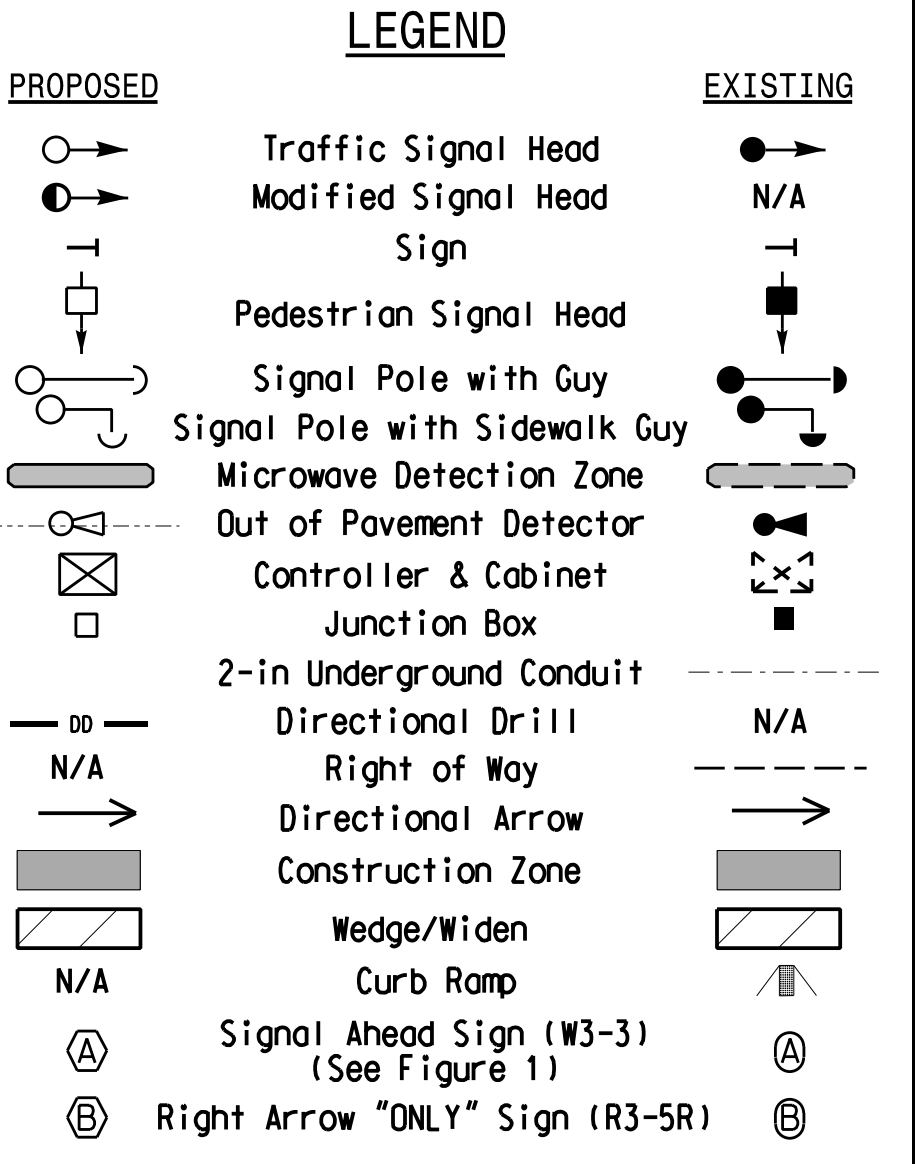 LEGEND
PROPOSED EXISTING
Traffic Signal Head
Modified Signal Head N/A
Sign
Pedestrian Signal Head
Signal Pole with Guy
Signal Pole with Sidewalk Guy
Microwave Detection Zone
Out of Pavement Detector
Controller & Cabinet
Junction Box
2-in Underground Conduit
DD Directional Drill N/A
N/A Right of Way
Directional Arrow
Construction Zone
Wedge/Widen
N/A Curb Ramp
A Signal Ahead Sign (W3-3) A
(See Figure 1)
B Right Arrow "ONLY" Sign (R3-5R) B